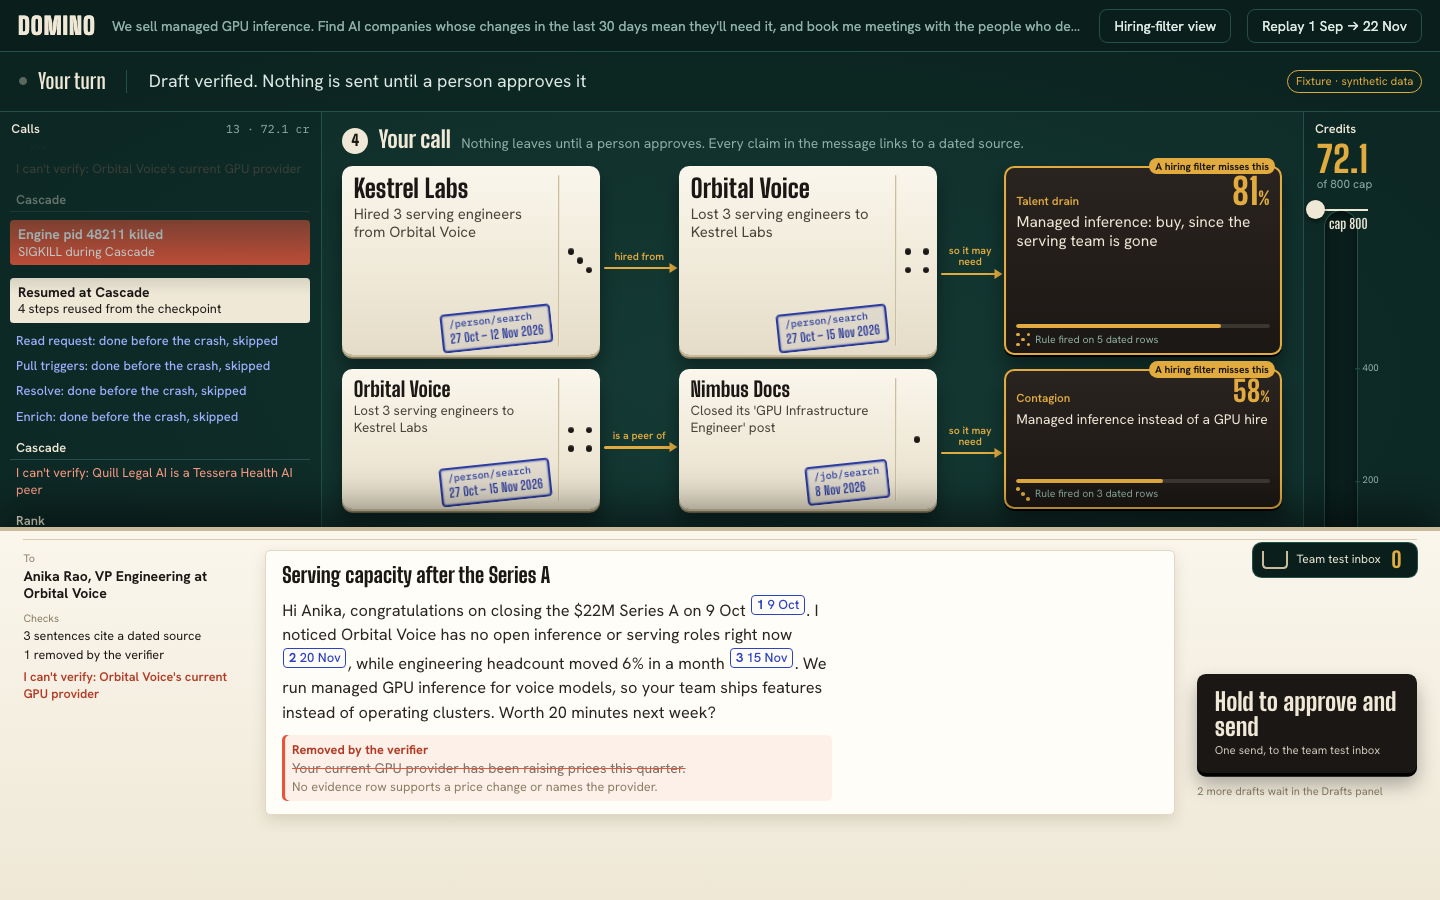 DOMINO
We sell managed GPU inference. Find AI companies whose changes in the last 30 days mean they'll need it, and book me meetings with the people who de...
Hiring-filter view
Replay 1 Sep → 22 Nov
Your turn
Draft verified. Nothing is sent until a person approves it
Fixture · synthetic data
Calls
13 · 72.1 cr
I can't verify: Orbital Voice's current GPU provider
Cascade
Engine pid 48211 killed
SIGKILL during Cascade
Resumed at Cascade
4 steps reused from the checkpoint
Read request: done before the crash, skipped
Pull triggers: done before the crash, skipped
Resolve: done before the crash, skipped
Enrich: done before the crash, skipped
Cascade
I can't verify: Quill Legal AI is a Tessera Health AI
peer
Rank
4
Your call
Nothing leaves until a person approves. Every claim in the message links to a dated source.
Kestrel Labs
Hired 3 serving engineers
from Orbital Voice
/person/search
27 Oct – 12 Nov 2026
hired from
Orbital Voice
Lost 3 serving engineers to
Kestrel Labs
/person/search
27 Oct – 15 Nov 2026
so it may
need
A hiring filter misses this
Talent drain
81%
Managed inference: buy, since the
serving team is gone
Rule fired on 5 dated rows
Orbital Voice
Lost 3 serving engineers to
Kestrel Labs
/person/search
27 Oct – 15 Nov 2026
is a peer of
Nimbus Docs
Closed its 'GPU Infrastructure
Engineer' post
/job/search
8 Nov 2026
so it may
need
A hiring filter misses this
Contagion
58%
Managed inference instead of a GPU hire
Rule fired on 3 dated rows
Credits
72.1
of 800 cap
cap 800
400
200
To
Anika Rao, VP Engineering at
Orbital Voice
Checks
3 sentences cite a dated source
1 removed by the verifier
I can't verify: Orbital Voice's current
GPU provider
Serving capacity after the Series A
Hi Anika, congratulations on closing the $22M Series A on 9 Oct 1 9 Oct. I
noticed Orbital Voice has no open inference or serving roles right now
2 20 Nov, while engineering headcount moved 6% in a month 3 15 Nov. We
run managed GPU inference for voice models, so your team ships features
instead of operating clusters. Worth 20 minutes next week?
Removed by the verifier
Your current GPU provider has been raising prices this quarter.
No evidence row supports a price change or names the provider.
Team test inbox 0
Hold to approve and
send
One send, to the team test inbox
2 more drafts wait in the Drafts panel